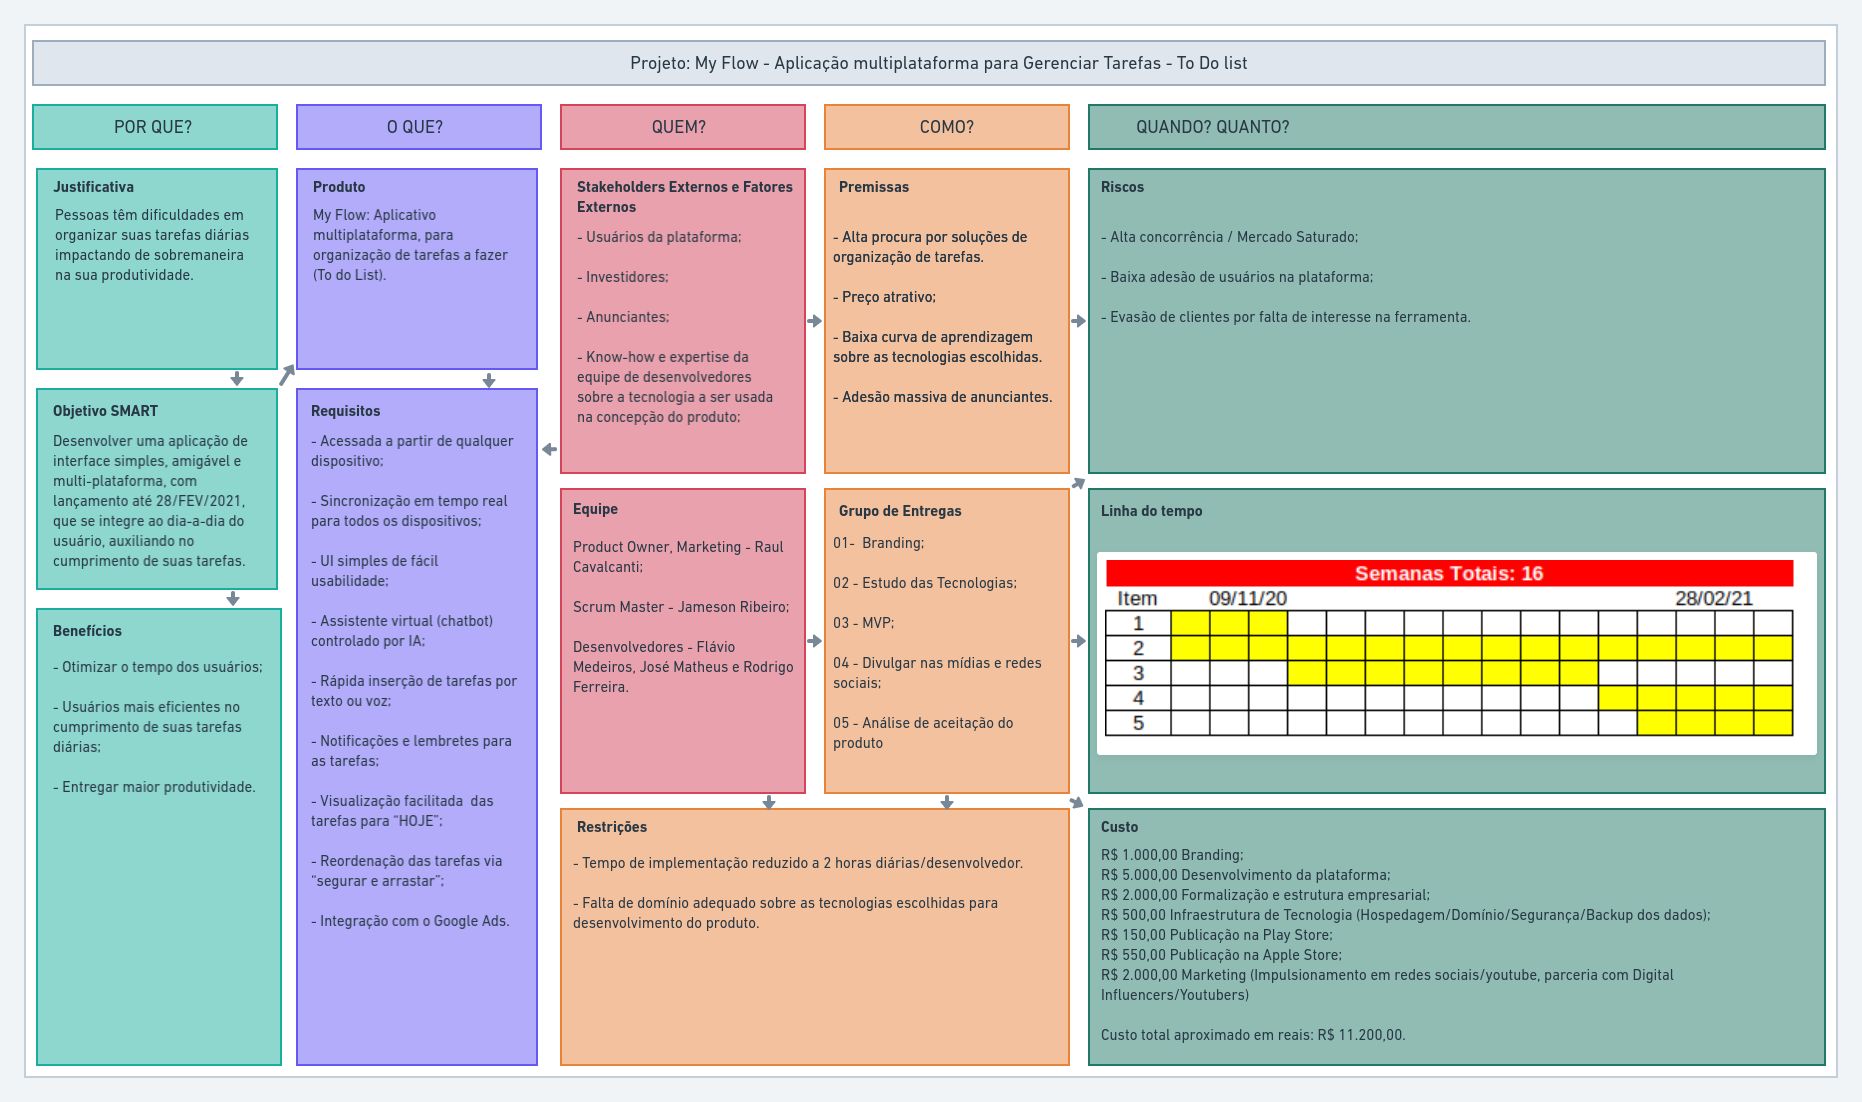 Projeto: My Flow - Aplicação multiplataforma para Gerenciar Tarefas - To Do list
POR QUE?
O QUE?
QUEM?
COMO?
QUANDO? QUANTO?
Justificativa
Pessoas têm dificuldades em
organizar suas tarefas diárias
impactando de sobremaneira
na sua produtividade.
Objetivo SMART
Desenvolver uma aplicação de
interface simples, amigável e
multi-plataforma, com
lançamento até 28/FEV/2021,
que se integre ao dia-a-dia do
usuário, auxiliando no
cumprimento de suas tarefas.
Benefícios
- Otimizar o tempo dos usuários;
- Usuários mais eficientes no
cumprimento de suas tarefas
diárias;
- Entregar maior produtividade.
Produto
My Flow: Aplicativo
multiplataforma, para
organização de tarefas a fazer
(To do List).
Requisitos
- Acessada a partir de qualquer
dispositivo;
- Sincronização em tempo real
para todos os dispositivos;
- UI simples de fácil
usabilidade;
- Assistente virtual (chatbot)
controlado por IA;
- Rápida inserção de tarefas por
texto ou voz;
- Notificações e lembretes para
as tarefas;
- Visualização facilitada  das
tarefas para “HOJE”;
- Reordenação das tarefas via
“segurar e arrastar”;
- Integração com o Google Ads.
Stakeholders Externos e Fatores
Externos
- Usuários da plataforma;
- Investidores;
- Anunciantes;
- Know-how e expertise da
equipe de desenvolvedores
sobre a tecnologia a ser usada
na concepção do produto;
Equipe
Product Owner, Marketing - Raul
Cavalcanti;
Scrum Master - Jameson Ribeiro;
Desenvolvedores - Flávio
Medeiros, José Matheus e Rodrigo
Ferreira.
Premissas
- Alta procura por soluções de
organização de tarefas.
- Preço atrativo;
- Baixa curva de aprendizagem
sobre as tecnologias escolhidas.
- Adesão massiva de anunciantes.
Grupo de Entregas
01-  Branding;
02 - Estudo das Tecnologias;
03 - MVP;
04 - Divulgar nas mídias e redes
sociais;
05 - Análise de aceitação do
produto
Restrições
- Tempo de implementação reduzido a 2 horas diárias/desenvolvedor.
- Falta de domínio adequado sobre as tecnologias escolhidas para
desenvolvimento do produto.
Riscos
- Alta concorrência / Mercado Saturado;
- Baixa adesão de usuários na plataforma;
- Evasão de clientes por falta de interesse na ferramenta.
Linha do tempo
Semanas Totais: 16
Item 09/11/20 28/02/21
1
2
3
4
5
Custo
R$ 1.000,00 Branding;
R$ 5.000,00 Desenvolvimento da plataforma;
R$ 2.000,00 Formalização e estrutura empresarial;
R$ 500,00 Infraestrutura de Tecnologia (Hospedagem/Domínio/Segurança/Backup dos dados);
R$ 150,00 Publicação na Play Store;
R$ 550,00 Publicação na Apple Store;
R$ 2.000,00 Marketing (Impulsionamento em redes sociais/youtube, parceria com Digital
Influencers/Youtubers)
Custo total aproximado em reais: R$ 11.200,00.